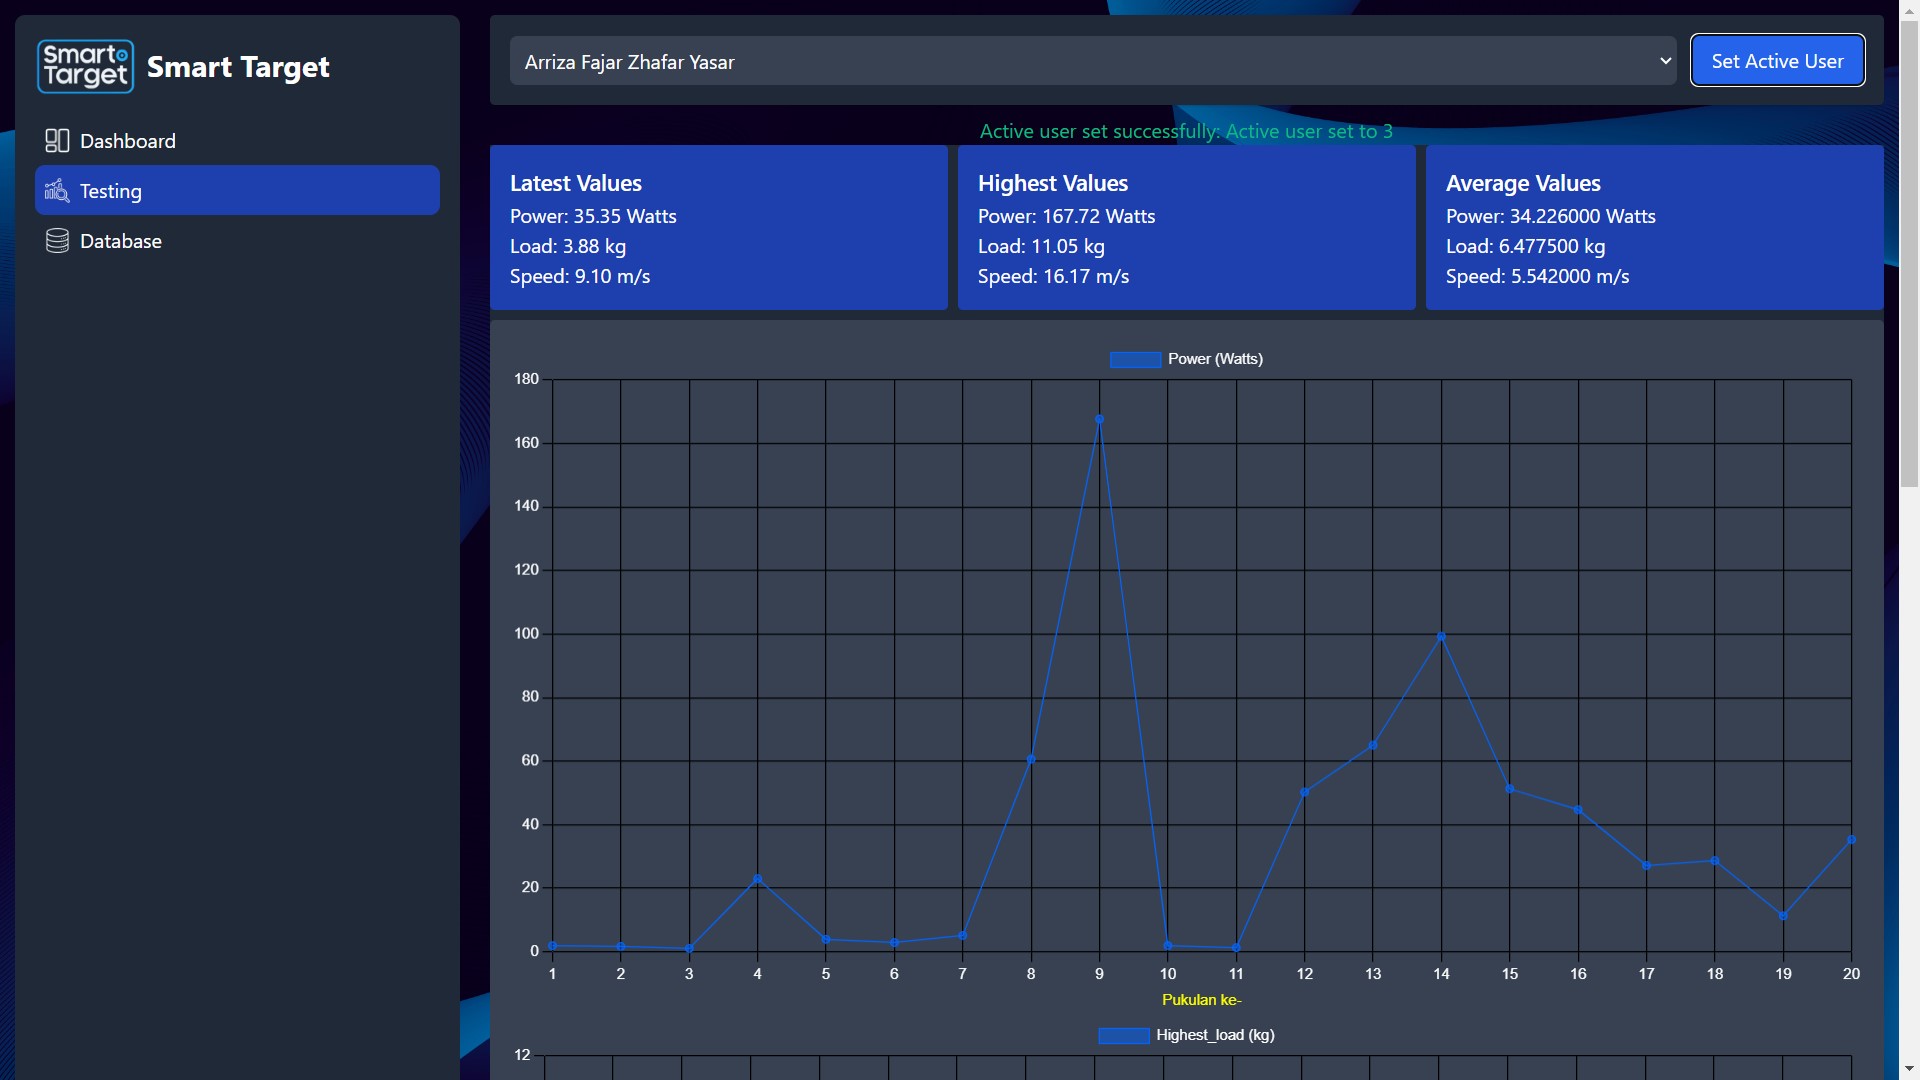 Smart
Target
Smart Target
Dashboard
Testing
Database
Arriza Fajar Zhafar Yasar
Set Active User
Active user set successfully: Active user set to 3
Latest Values
Power: 35.35 Watts
Load: 3.88 kg
Speed: 9.10 m/s
Highest Values
Power: 167.72 Watts
Load: 11.05 kg
Speed: 16.17 m/s
Average Values
Power: 34.226000 Watts
Load: 6.477500 kg
Speed: 5.542000 m/s
Power (Watts)
180
160
140
120
100
80
60
40
20
0
1 2 3 4 5 6 7 8 9 10 11 12 13 14 15 16 17 18 19 20
Pukulan ke-
Highest_load (kg)
12